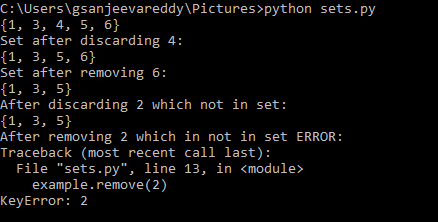 C:\Users\gsanjeevareddy\Pictures>python sets.py
{1, 3, 4, 5, 6}
Set after discarding 4:
{1, 3, 5, 6}
Set after removing 6:
{1, 3, 5}
After discarding 2 which not in set:
{1, 3, 5}
After removing 2 which in not in set ERROR:
Traceback (most recent call last):
  File "sets.py", line 13, in <module>
    example.remove(2)
KeyError: 2